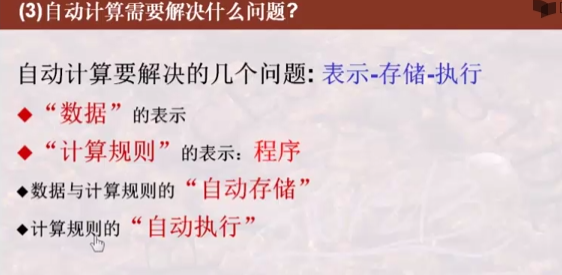 (3)自动计算需要解决什么问题?
自动计算要解决的几个问题: 表示-存储-执行
◆ “数据” 的表示
◆ “计算规则” 的表示: 程序
◆数据与计算规则的 “自动存储”
◆计算规则的 “自动执行”